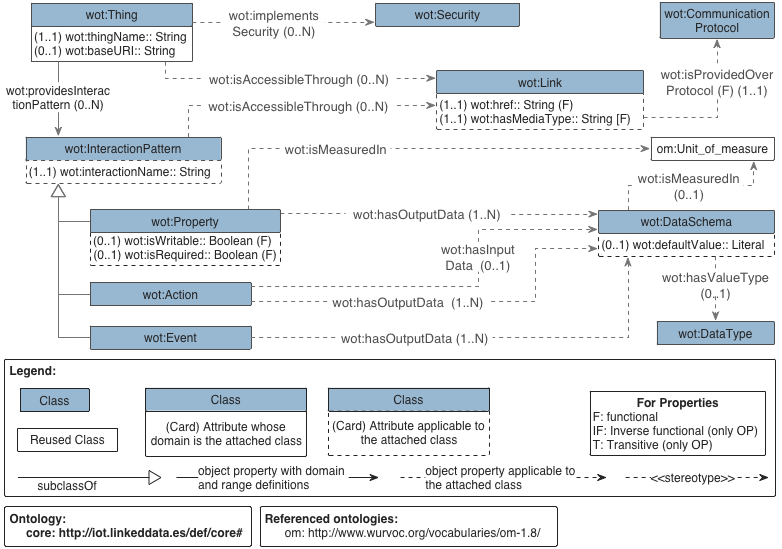 wot:Thing
(1..1) wot:thingName:: String
(0..1) wot:baseURI:: String
wot:implements
Security (0..N)
wot:Security
wot:Communication
Protocol
wot:providesInterac
tionPattern (0..N)
wot:isAccessibleThrough (0..N)
wot:isAccessibleThrough (0..N)
wot:Link
(1..1) wot:href:: String (F)
(1..1) wot:hasMediaType:: String [F)
wot:isProvidedOver
Protocol (F) (1..1)
wot:InteractionPattern
(1..1) wot:interactionName:: String
wot:isMeasuredIn
om:Unit_of_measure
wot:isMeasuredIn
(0..1)
wot:Property
(0..1) wot:isWritable:: Boolean (F)
(0..1) wot:isRequired:: Boolean (F)
wot:hasOutputData (1..N)
wot:DataSchema
(0..1) wot:defaultValue:: Literal
wot:hasInput
Data (0..1)
wot:hasValueType
(0..1)
wot:Action
wot:hasOutputData (1..N)
wot:Event
wot:hasOutputData (1..N)
wot:DataType
Legend:
Class
Reused Class
Class
(Card) Attribute whose
domain is the attached class
Class
(Card) Attribute applicable to
the attached class
For Properties
F: functional
IF: Inverse functional (only OP)
T: Transitive (only OP)
subclassOf
object property with domain
and range definitions
object property applicable to
the attached class
<<stereotype>>
Ontology:
core: http://iot.linkeddata.es/def/core#
Referenced ontologies:
om: http://www.wurvoc.org/vocabularies/om-1.8/